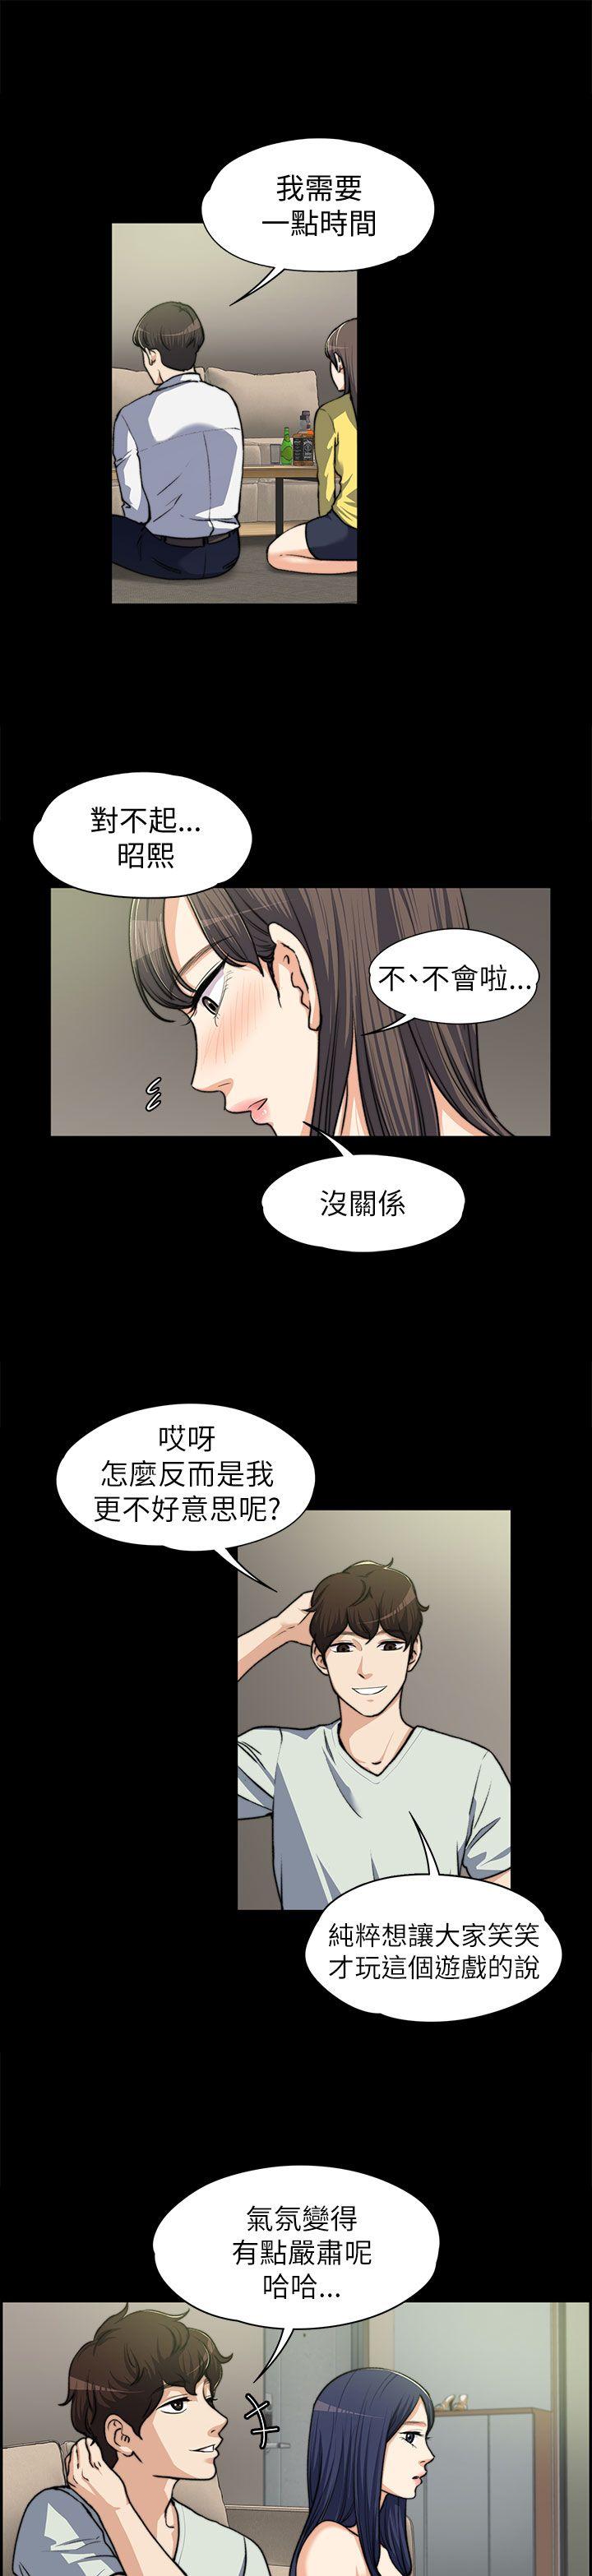 我需要
一點時間
對不起...
昭熙
不、不會啦...
沒關係
哎呀
怎麼反而是我
更不好意思呢?
純粹想讓大家笑笑
才玩這個遊戲的說
氣氛變得
有點嚴肅呢
哈哈...